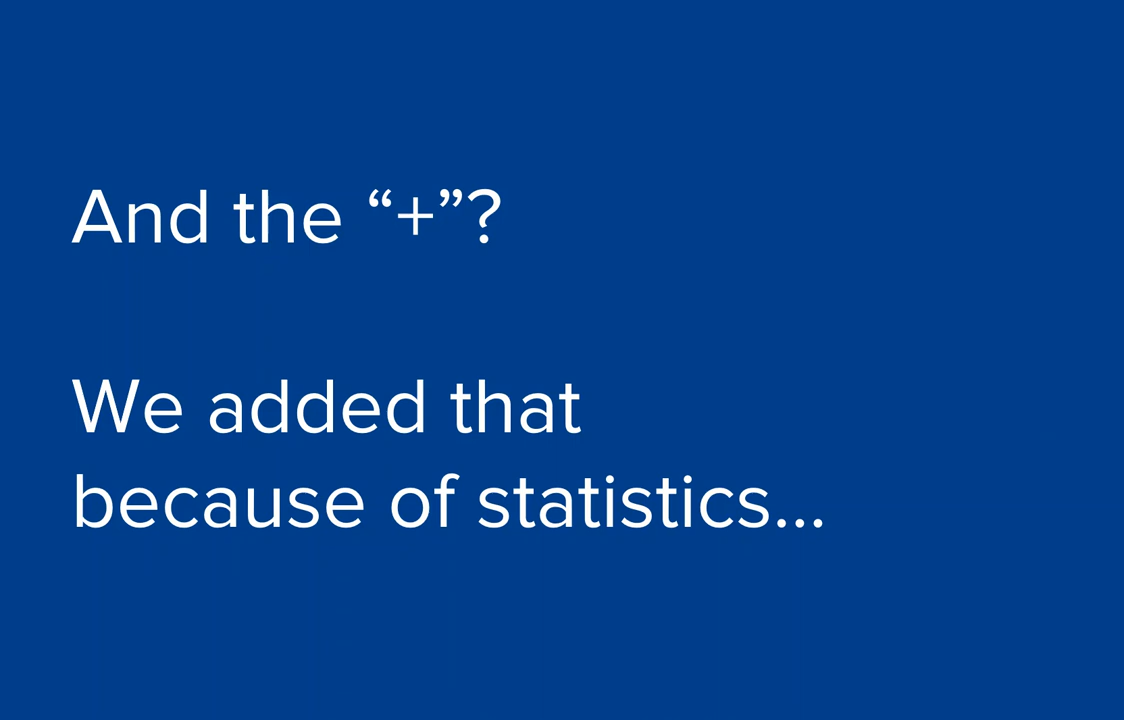 And the “+”?
We added that
because of statistics...